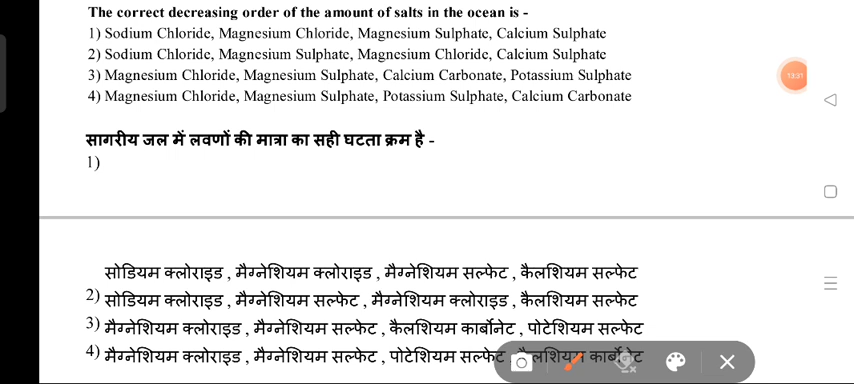 The correct decreasing order of the amount of salts in the ocean is -
1) Sodium Chloride, Magnesium Chloride, Magnesium Sulphate, Calcium Sulphate
2) Sodium Chloride, Magnesium Sulphate, Magnesium Chloride, Calcium Sulphate
3) Magnesium Chloride, Magnesium Sulphate, Calcium Carbonate, Potassium Sulphate
13:31
4) Magnesium Chloride, Magnesium Sulphate, Potassium Sulphate, Calcium Carbonate
सागरीय जल में लवणों की मात्रा का सही घटता क्रम है -
1)
सोडियम क्लोराइड , मैग्नेशियम क्लोराइड , मैग्नेशियम सल्फेट , कैलशियम सल्फेट
2) सोडियम क्लोराइड , मैग्नेशियम सल्फेट , मैग्नेशियम क्लोराइड , कैलशियम सल्फेट
3) मैग्नेशियम क्लोराइड , मैग्नेशियम सल्फेट , कैलशियम कार्बोनेट , पोटेशियम सल्फेट
4) मैग्नेशियम क्लोराइड , मैग्नेशियम सल्फेट , पोटेशियम सल्फेट